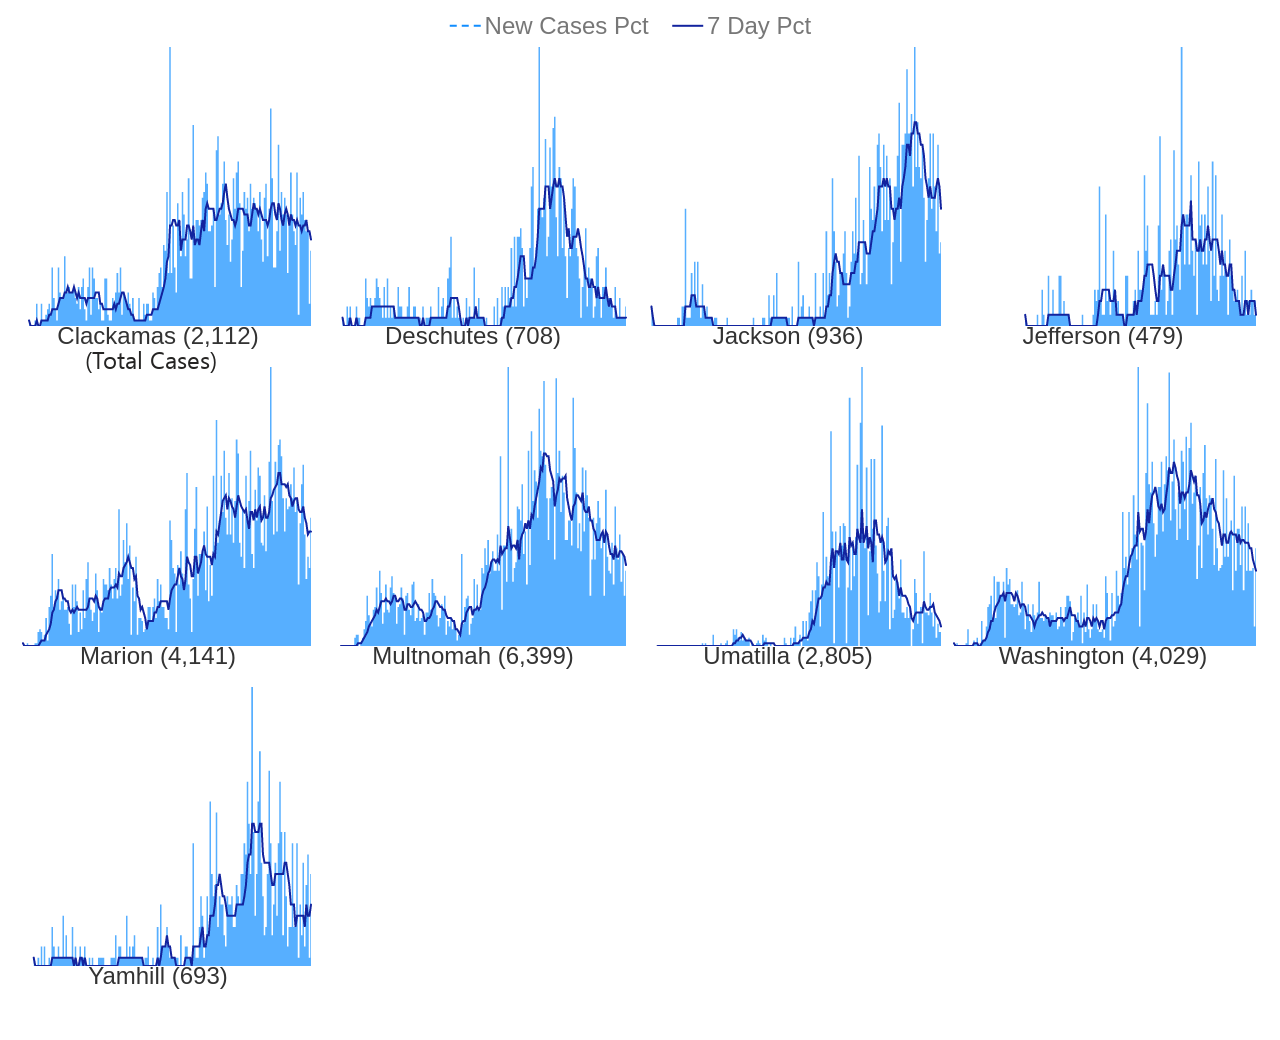 New Cases Pct 7 Day Pct
Clackamas (2,112) Deschutes (708) Jackson (936) Jefferson (479)
(Total Cases)
Marion (4,141) Multnomah (6,399) Umatilla (2,805) Washington (4,029)
Yamhill (693)